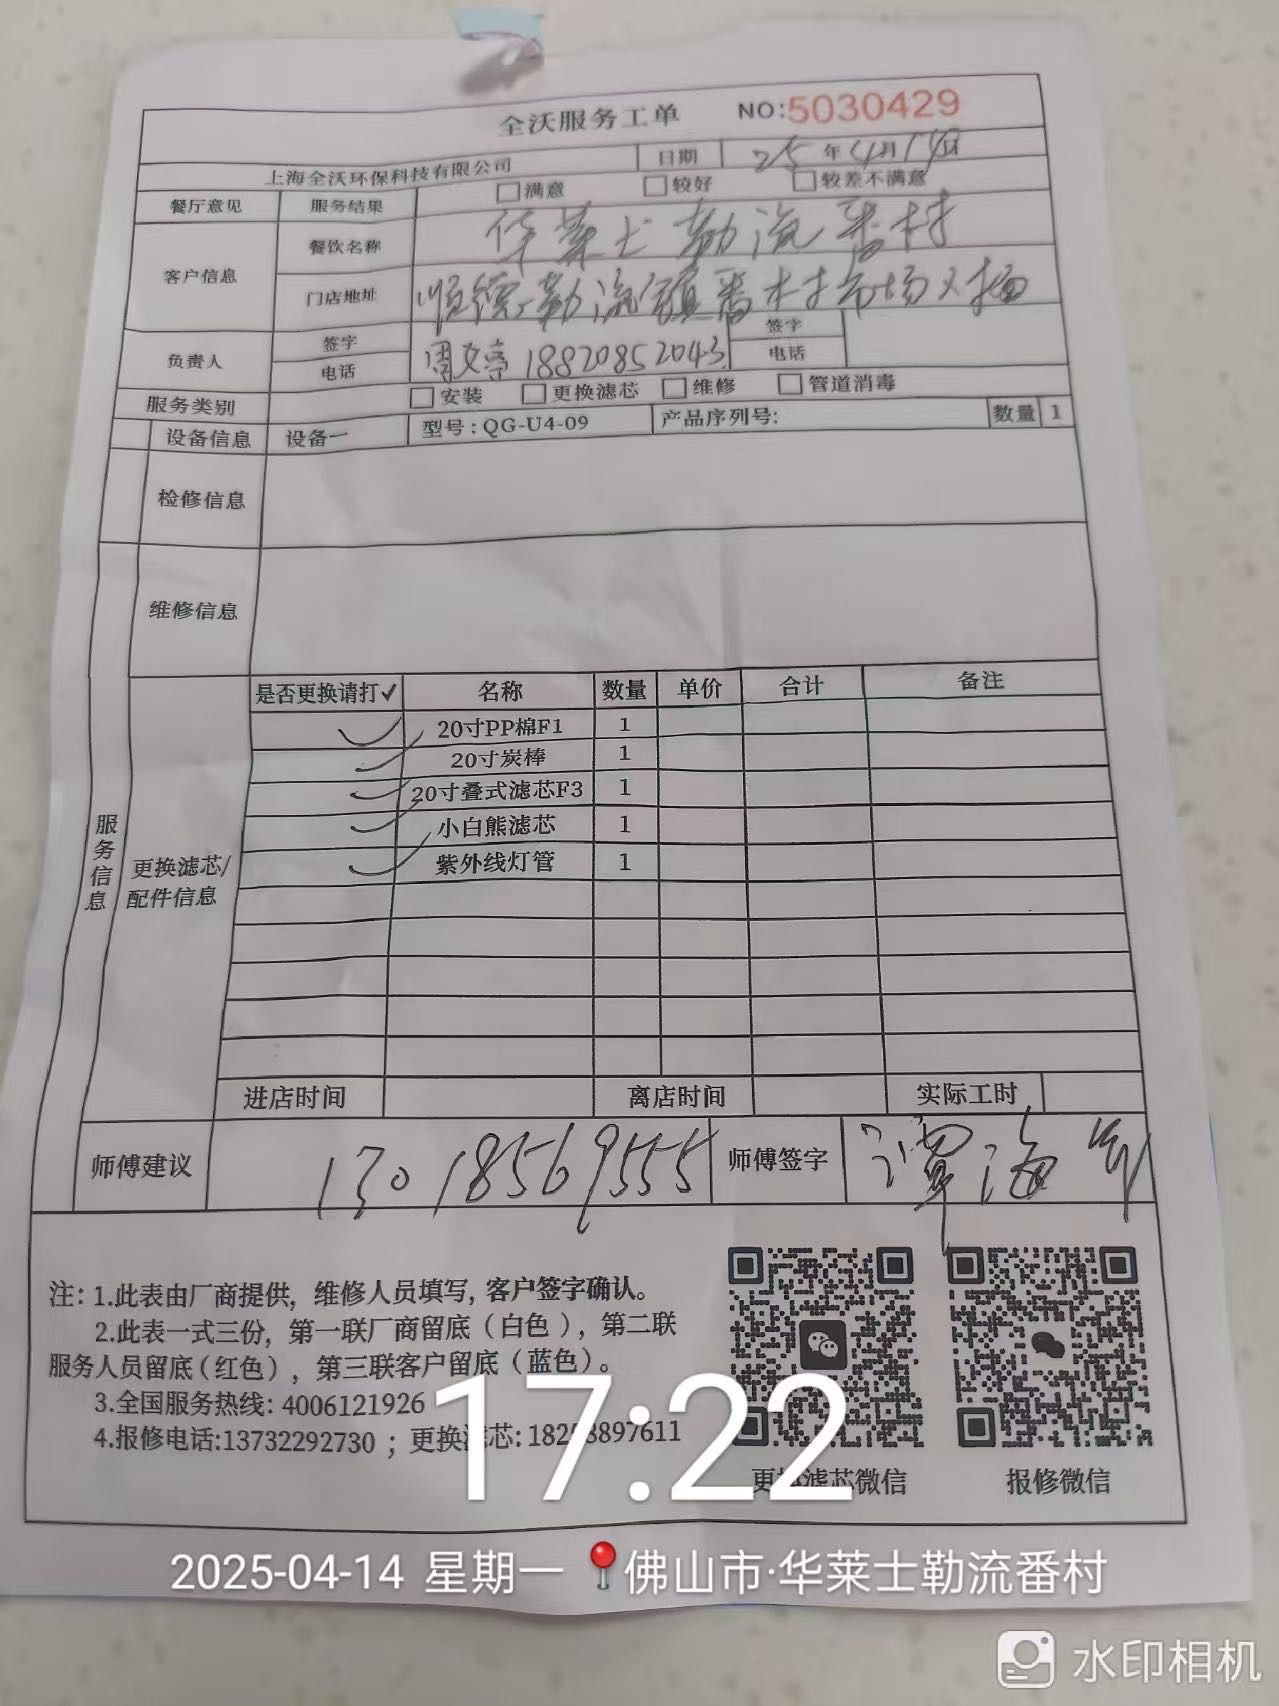 全沃服务工单 NO:5030429
上海全沃环保科技有限公司 日期 25 年 4月 14日
餐厅意见 服务结果 满意 较好 较差不满意
客户信息 餐饮名称 华莱士勒流番村
门店地址 顺德勒流镇番村市场对面
负责人 签字 周文亭 18820852043 签字
电话 电话
服务类别 安装 更换滤芯 维修 管道消毒
设备信息 设备一 型号:QG-U4-09 产品序列号: 数量 1
检修信息
维修信息
服务信息
更换滤芯/
配件信息
是否更换请打✓ 名称 数量 单价 合计 备注
✓ 20寸PP棉F1 1
✓ 20寸炭棒 1
✓ 20寸叠式滤芯F3 1
✓ 小白熊滤芯 1
✓ 紫外线灯管 1
进店时间 离店时间 实际工时
师傅建议 13018569555 师傅签字 谭海
注: 1.此表由厂商提供, 维修人员填写, 客户签字确认。
2.此表一式三份, 第一联厂商留底(白色), 第二联
服务人员留底(红色), 第三联客户留底(蓝色)。
3.全国服务热线: 4006121926
4.报修电话:13732292730 ; 更换滤芯: 18258897611
更换滤芯微信 报修微信
17:22
2025-04-14 星期一 📍佛山市·华莱士勒流番村
水印相机